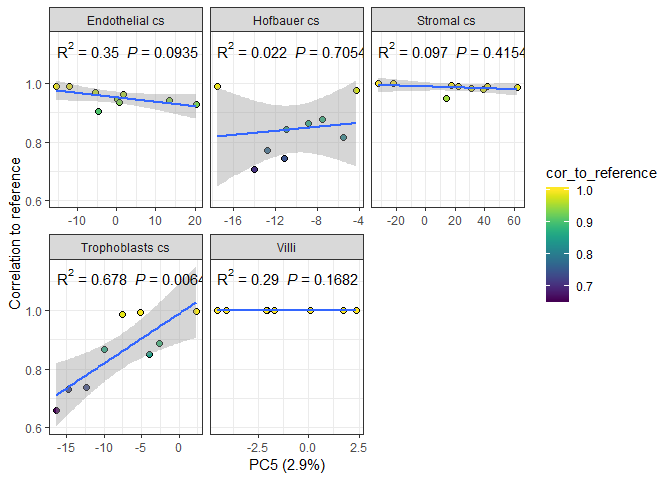 Endothelial cs
Hofbauer cs
Stromal cs
R² = 0.35 P = 0.0935
R² = 0.022 P = 0.7054
R² = 0.097 P = 0.4154
1.0
0.8
0.6
-10 0 10 20
-16 -12 -8 -4
-32 -20 0 20 40 60
Trophoblasts cs
Villi
R² = 0.678 P = 0.0064
R² = 0.29 P = 0.1682
1.0
0.8
0.6
-15 -10 -5 0
-2.5 0.0 2.5
Correlation to reference
PC5 (2.9%)
cor_to_reference
1.0
0.9
0.8
0.7